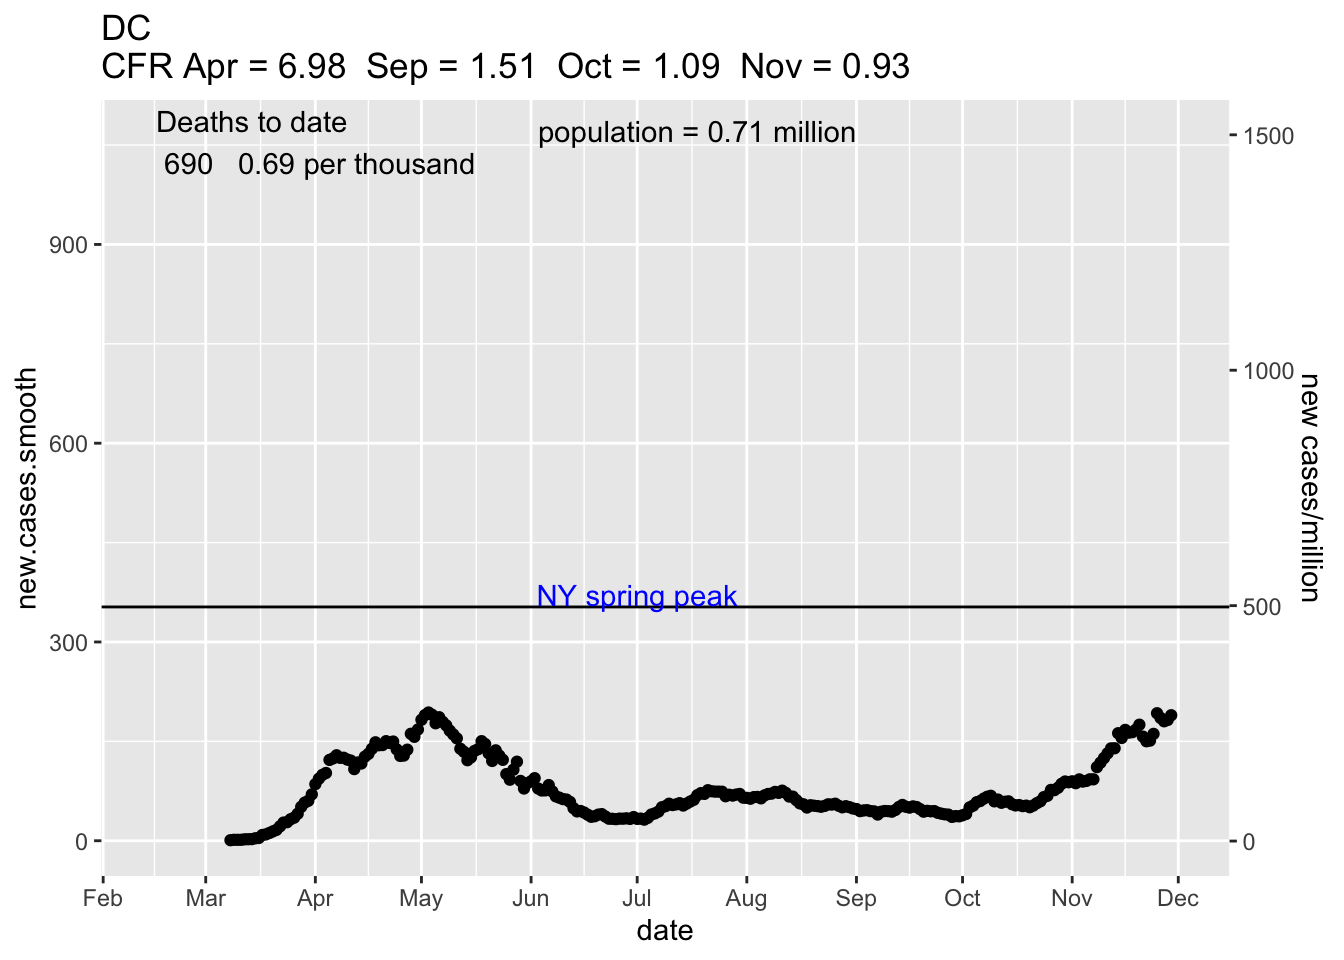 DC
CFR Apr = 6.98  Sep = 1.51  Oct = 1.09  Nov = 0.93
Deaths to date
690   0.69 per thousand
population = 0.71 million
NY spring peak
new.cases.smooth
900
600
300
0
1500
1000
500
0
new cases/million
Feb Mar Apr May Jun Jul Aug Sep Oct Nov Dec
date